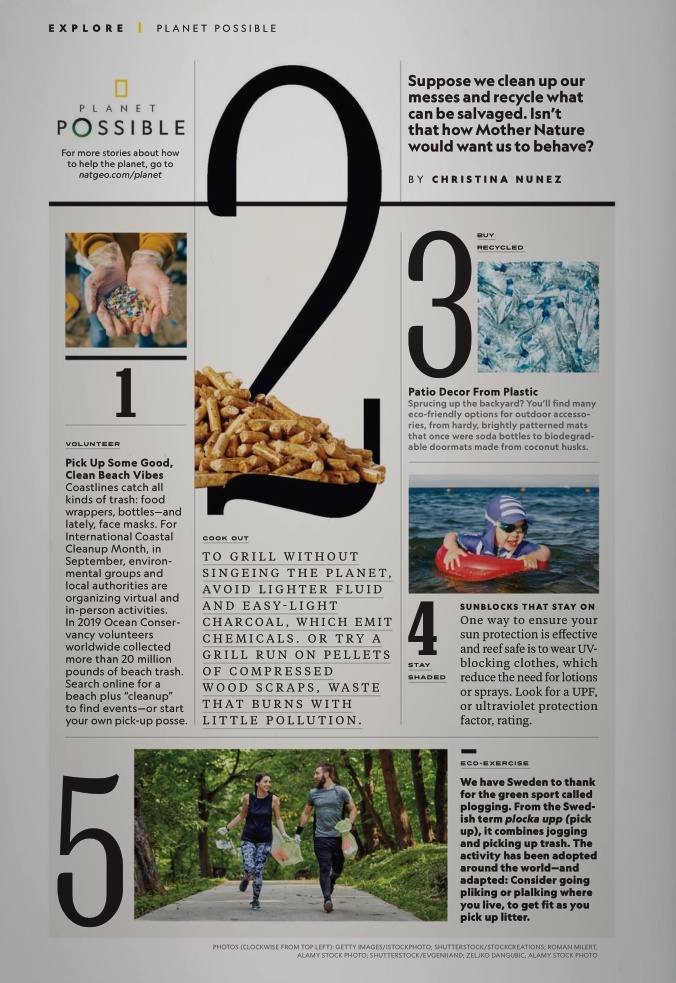 EXPLORE | PLANET POSSIBLE
PLANET
POSSIBLE
For more stories about how
to help the planet, go to
natgeo.com/planet
Suppose we clean up our
messes and recycle what
can be salvaged. Isn't
that how Mother Nature
would want us to behave?
BY CHRISTINA NUNEZ
1
VOLUNTEER
Pick Up Some Good,
Clean Beach Vibes
Coastlines catch all
kinds of trash: food
wrappers, bottles—and
lately, face masks. For
International Coastal
Cleanup Month, in
September, environ-
mental groups and
local authorities are
organizing virtual and
in-person activities.
In 2019 Ocean Conser-
vancy volunteers
worldwide collected
more than 20 million
pounds of beach trash.
Search online for a
beach plus “cleanup”
to find events—or start
your own pick-up posse.
2
COOK OUT
TO GRILL WITHOUT
SINGEING THE PLANET,
AVOID LIGHTER FLUID
AND EASY-LIGHT
CHARCOAL, WHICH EMIT
CHEMICALS. OR TRY A
GRILL RUN ON PELLETS
OF COMPRESSED
WOOD SCRAPS, WASTE
THAT BURNS WITH
LITTLE POLLUTION.
3
BUY
RECYCLED
Patio Decor From Plastic
Sprucing up the backyard? You'll find many
eco-friendly options for outdoor accesso-
ries, from hardy, brightly patterned mats
that once were soda bottles to biodegrad-
able doormats made from coconut husks.
4
STAY
SHADED
SUNBLOCKS THAT STAY ON
One way to ensure your
sun protection is effective
and reef safe is to wear UV-
blocking clothes, which
reduce the need for lotions
or sprays. Look for a UPF,
or ultraviolet protection
factor, rating.
5
ECO-EXERCISE
We have Sweden to thank
for the green sport called
plogging. From the Swed-
ish term plocka upp (pick
up), it combines jogging
and picking up trash. The
activity has been adopted
around the world—and
adapted: Consider going
pliking or plalking where
you live, to get fit as you
pick up litter.
PHOTOS (CLOCKWISE FROM TOP LEFT): GETTY IMAGES/ISTOCKPHOTO; SHUTTERSTOCK/STOCKCREATIONS; ROMAN MILERT,
ALAMY STOCK PHOTO; SHUTTERSTOCK/EVGENIIAND; ZELJKO DANGUBIC, ALAMY STOCK PHOTO